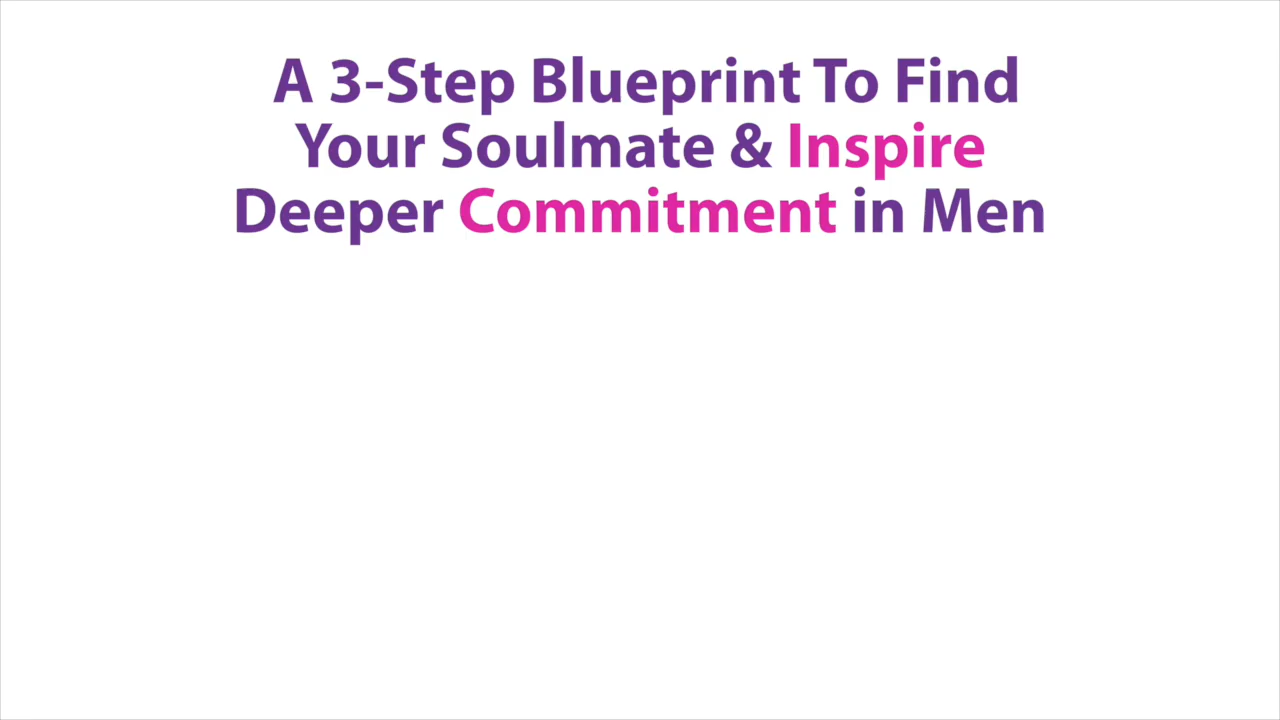 A 3-Step Blueprint To Find
Your Soulmate & Inspire
Deeper Commitment in Men